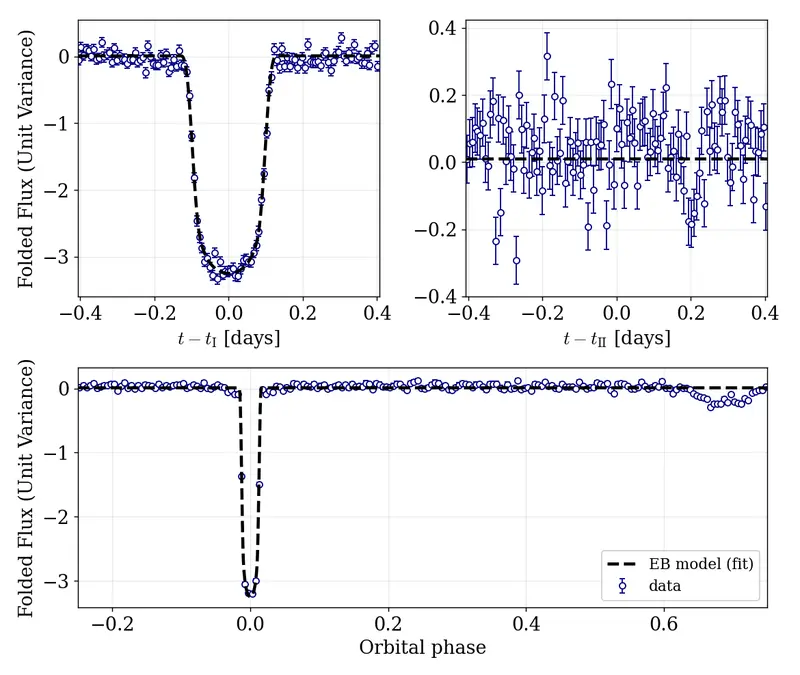 Folded Flux (Unit Variance)
0
−1
−2
−3
−0.4 −0.2 0.0 0.2 0.4
t − tI [days]
0.4
0.2
0.0
−0.2
−0.4
−0.4 −0.2 0.0 0.2 0.4
t − tII [days]
Folded Flux (Unit Variance)
0
−1
−2
−3
−0.2 0.0 0.2 0.4 0.6
Orbital phase
EB model (fit)
data